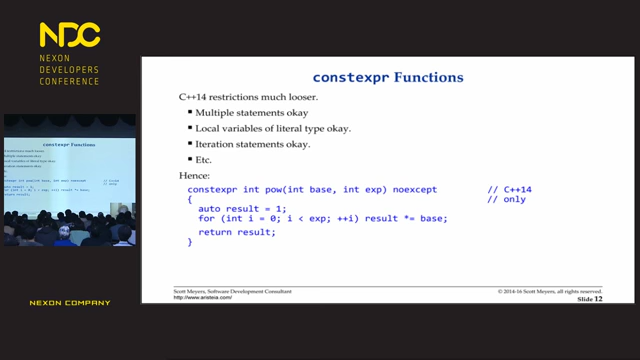 NDC
NEXON
DEVELOPERS
CONFERENCE
constexpr Functions
C++14 restrictions much looser.
▪ Multiple statements okay
▪ Local variables of literal type okay.
▪ Iteration statements okay.
▪ Etc.
Hence:
constexpr int pow(int base, int exp) noexcept // C++14
{ // only
auto result = 1;
for (int i = 0; i < exp; ++i) result *= base;
return result;
}
Scott Meyers, Software Development Consultant
© 2014-16 Scott Meyers, all rights reserved.
http://www.aristeia.com/
Slide 12
constexpr Functions
NEXON COMPANY